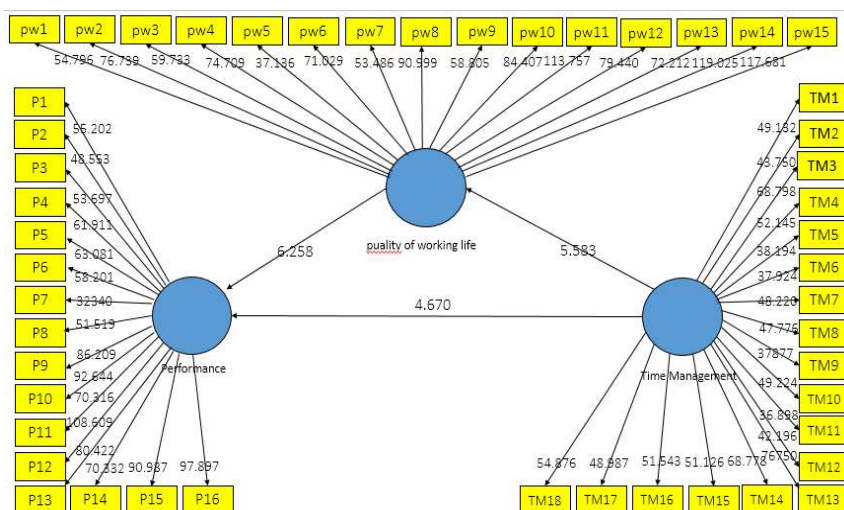 pw1 pw2 pw3 pw4 pw5 pw6 pw7 pw8 pw9 pw10 pw11 pw12 pw13 pw14 pw15
54.796 76.739 59.733 74.709 37.136 71.029 53.486 90.999 58.805 84.407 113.757 79.440 72.212 119.025 117.681
P1
P2
P3
P4
P5
P6
P7
P8
P9
P10
P11
P12
P13 P14 P15 P16
55.202
48.553
53.697
61.911
63.081
58.201
32340
51.519
86.209
92.644
70.316
108.609
80.422
70.332 90.987 97.897
puality of working life
6.258
5.583
4.670
Performance
Time Management
TM1
TM2
TM3
TM4
TM5
TM6
TM7
TM8
TM9
TM10
TM11
TM12
TM18 TM17 TM16 TM15 TM14 TM13
49.132
43.750
68.798
52.145
38.194
37.924
48.220
47.776
37877
49.224
36.898
42.196
76750
54.876 48.987 51.543 51.126 68.778